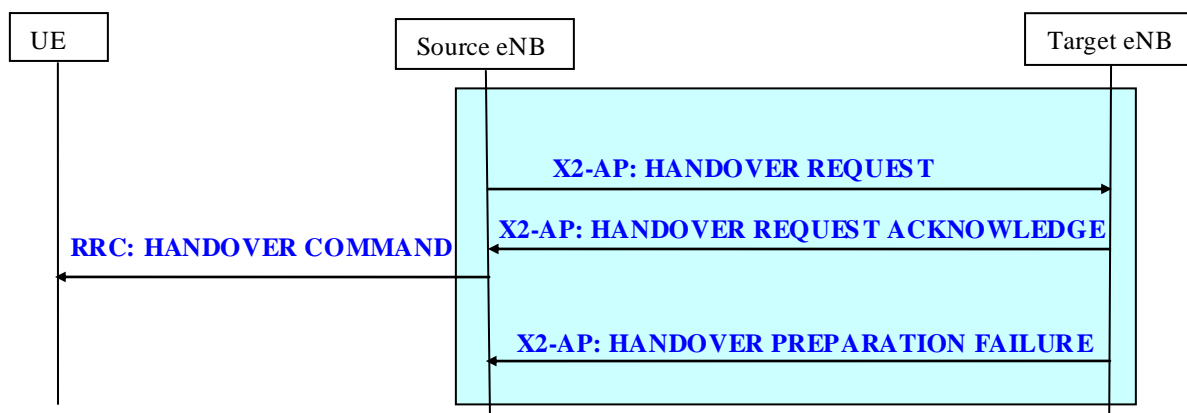 UE
Source eNB
Target eNB
X2-AP: HANDOVER REQUEST
X2-AP: HANDOVER REQUEST ACKNOWLEDGE
RRC: HANDOVER COMMAND
X2-AP: HANDOVER PREPARATION FAILURE